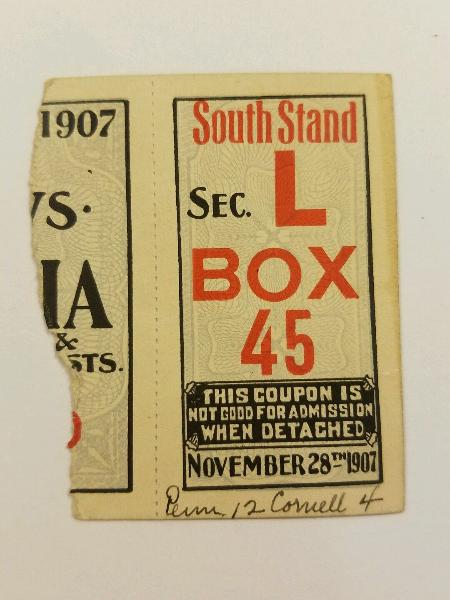 1907
VS.
IA
&
STS.
South Stand
SEC. L
BOX
45
THIS COUPON IS
NOT GOOD FOR ADMISSION
WHEN DETACHED
NOVEMBER 28TH 1907
Penn 12 Cornell 4